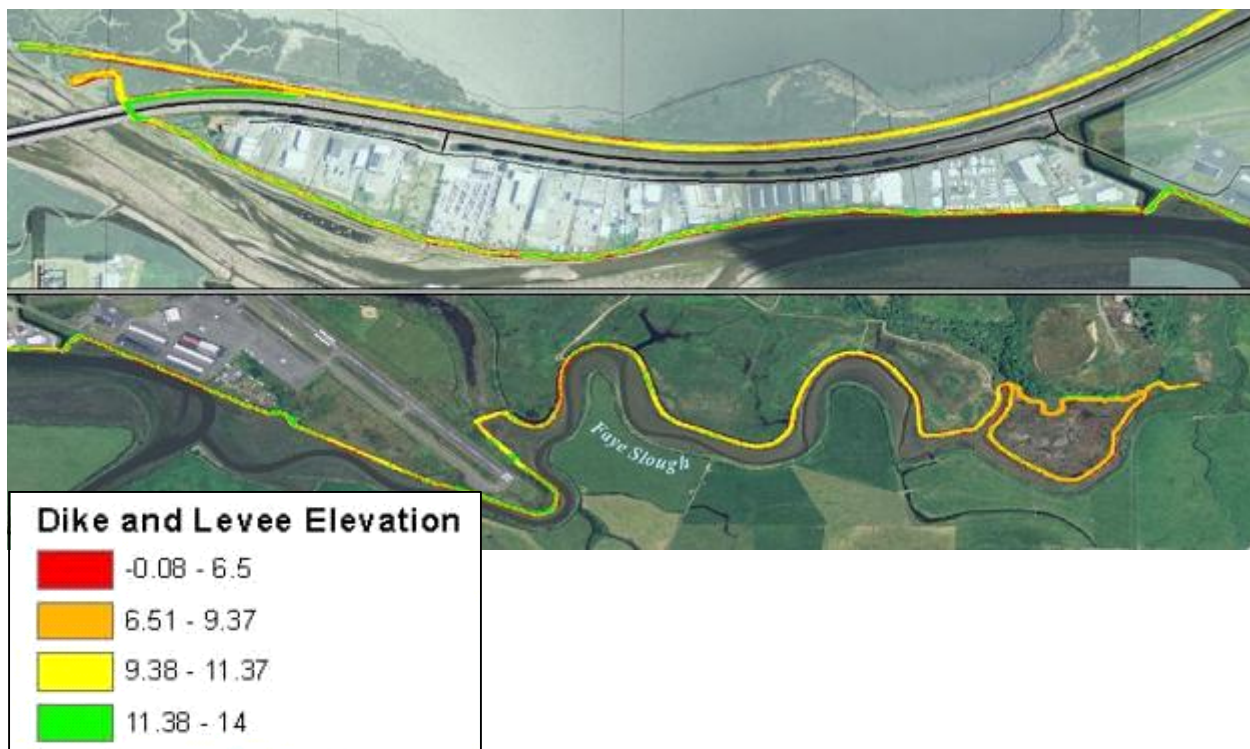 Faye Slough
Dike and Levee Elevation
-0.08 - 6.5
6.51 - 9.37
9.38 - 11.37
11.38 - 14